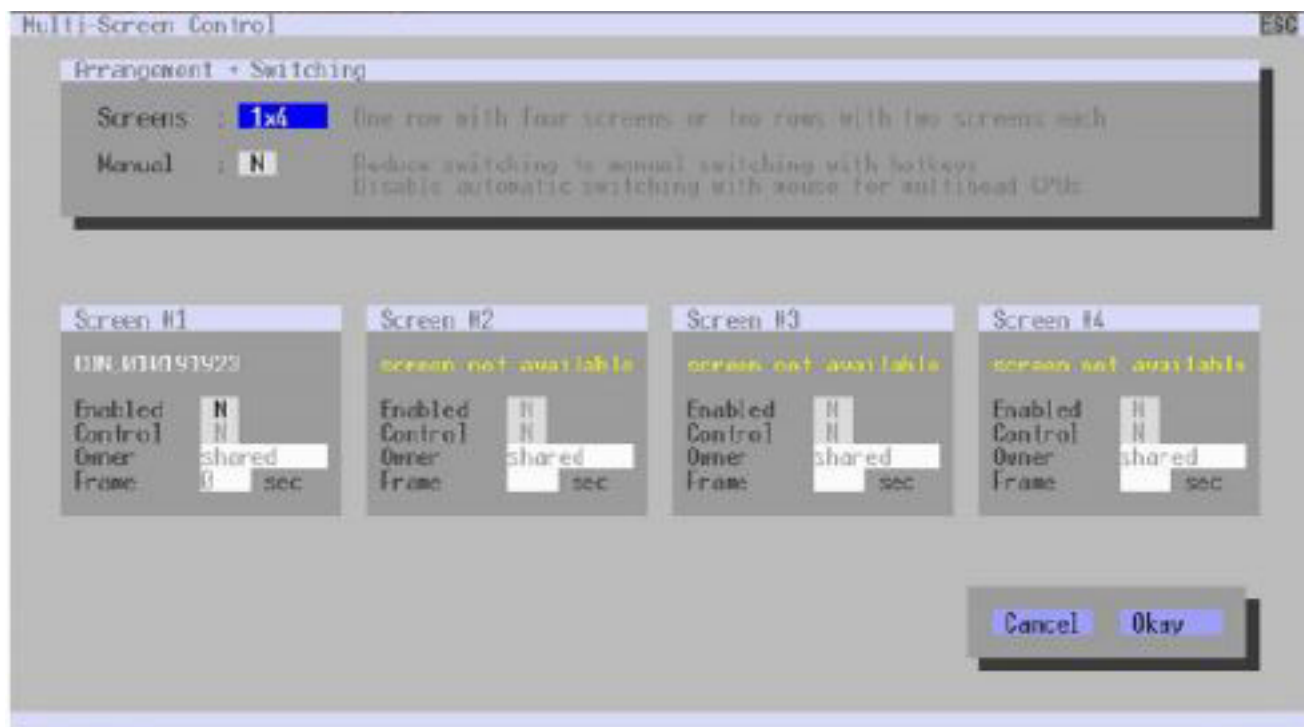 Multi-Screen Control ESC
Arrangement + Switching
Screens : 1x4 One row with four screens or two rows with two screens each
Manual : N Reduce switching to manual switching with hotkeys
Disable automatic switching with mouse for multihead CPUs
Screen #1 Screen #2 Screen #3 Screen #4
screen not available screen not available screen not available
Enabled N Enabled N Enabled N Enabled N
Control N Control N Control N Control N
Owner shared Owner shared Owner shared Owner shared
Frame 0 sec Frame sec Frame sec Frame sec
Cancel Okay